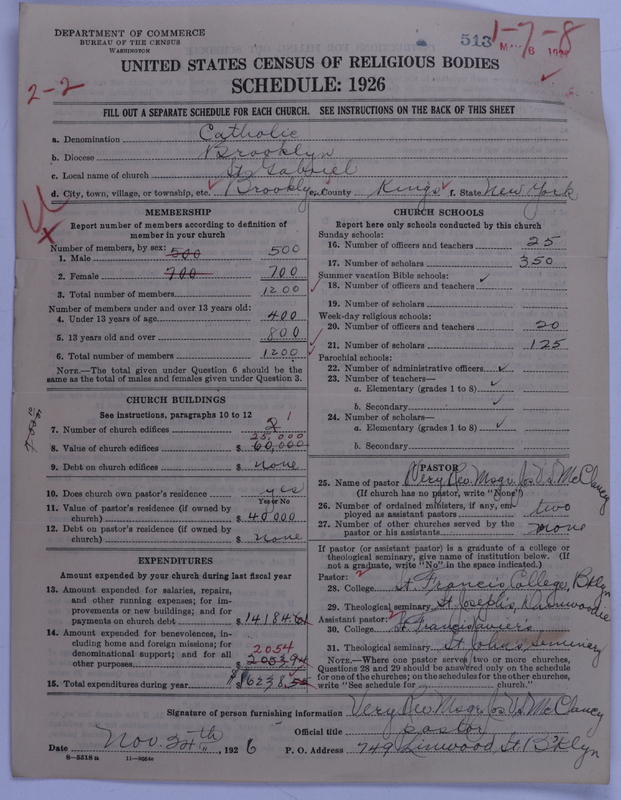 DEPARTMENT OF COMMERCE
BUREAU OF THE CENSUS
WASHINGTON
513
1-7-8
2-2
UNITED STATES CENSUS OF RELIGIOUS BODIES
SCHEDULE: 1926
FILL OUT A SEPARATE SCHEDULE FOR EACH CHURCH. SEE INSTRUCTIONS ON THE BACK OF THIS SHEET
a. Denomination Catholic
b. Diocese Brooklyn
c. Local name of church St Gabriel
d. City, town, village, or township, etc. Brooklyn e. County Kings f. State New York
MEMBERSHIP
Report number of members according to definition of
member in your church
Number of members, by sex:
1. Male 500 500
2. Female 700 700
3. Total number of members 1200
Number of members under and over 13 years old:
4. Under 13 years of age 400
5. 13 years old and over 800
6. Total number of members 1200
NOTE.—The total given under Question 6 should be the
same as the total of males and females given under Question 3.
CHURCH BUILDINGS
See instructions, paragraphs 10 to 12
7. Number of church edifices 2 1
8. Value of church edifices $ 60,000 25,000
9. Debt on church edifices $ none
10. Does church own pastor's residence yes
Yes or No
11. Value of pastor's residence (if owned by
church) $ 40000
12. Debt on pastor's residence (if owned by
church) $ none
EXPENDITURES
Amount expended by your church during last fiscal year
13. Amount expended for salaries, repairs,
and other running expenses; for im-
provements or new buildings; and for
payments on church debt $ 14184
14. Amount expended for benevolences, in-
cluding home and foreign missions; for
denominational support; and for all
other purposes $ 2054
15. Total expenditures during year $ 16238
CHURCH SCHOOLS
Report here only schools conducted by this church
Sunday schools:
16. Number of officers and teachers 25
17. Number of scholars 350
Summer vacation Bible schools:
18. Number of officers and teachers
19. Number of scholars
Week-day religious schools:
20. Number of officers and teachers 20
21. Number of scholars 125
Parochial schools:
22. Number of administrative officers
23. Number of teachers—
a. Elementary (grades 1 to 8)
b. Secondary
24. Number of scholars—
a. Elementary (grades 1 to 8)
b. Secondary
PASTOR
25. Name of pastor Very Rev Msgr Jos V.S. McClancy
(If church has no pastor, write "None")
26. Number of ordained ministers, if any, em-
ployed as assistant pastors two
27. Number of other churches served by the
pastor or his assistants none
If pastor (or assistant pastor) is a graduate of a college or
theological seminary, give name of institution below. (If
not a graduate, write "No" in the space indicated.)
Pastor:
28. College St. Francis College, Bklyn
29. Theological seminary St Josephs, Dunwoodie
Assistant pastor:
30. College St Francis Xavier's
31. Theological seminary St John's Seminary
NOTE.—Where one pastor serves two or more churches,
Questions 28 and 29 should be answered only on the schedule
for one of the churches; on the schedules for the other churches,
write "See schedule for church."
Signature of person furnishing information Very Rev Msgr Jos V.S. McClancy
Official title pastor
Date Nov. 24th, 1926 P. O. Address 749 Linwood St. B'klyn
8—5518 a